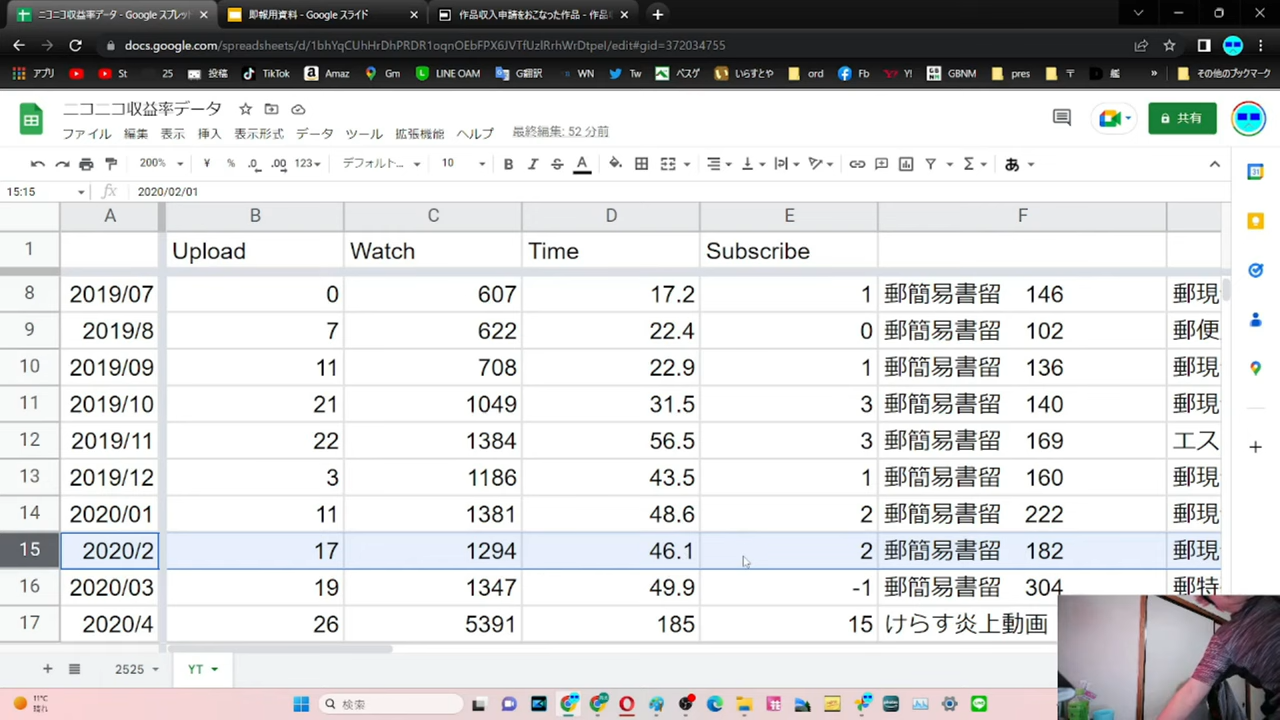 ニコニコ収益率データ - Google スプレッ
即報用資料 - Google スライド
作品収入申請をおこなった作品 - 作品
docs.google.com/spreadsheets/d/1bhYqCUhHrDhPRDR1oqnOEbFPX6JVTfUzlRrhWrDtpeI/edit#gid=372034755
アプリ St 25 投稿 TikTok Amaz Gm LINE OAM G翻訳 WN Tw ベスゲ いらすとや ord Fb Y! GBNM pres 〒 艦 » その他のブックマーク
ニコニコ収益率データ
ファイル 編集 表示 挿入 表示形式 データ ツール 拡張機能 ヘルプ 最終編集: 52 分前
共有
200% ¥ % .0 .00 123 デフォルト... 10 B I S A あ
15:15 fx 2020/02/01
A B C D E F
1 Upload Watch Time Subscribe
8 2019/07 0 607 17.2 1 郵簡易書留 146 郵現
9 2019/8 7 622 22.4 0 郵簡易書留 102 郵便
10 2019/09 11 708 22.9 1 郵簡易書留 136 郵現
11 2019/10 21 1049 31.5 3 郵簡易書留 140 郵現
12 2019/11 22 1384 56.5 3 郵簡易書留 169 エス
13 2019/12 3 1186 43.5 1 郵簡易書留 160 郵現
14 2020/01 11 1381 48.6 2 郵簡易書留 222 郵現
15 2020/2 17 1294 46.1 2 郵簡易書留 182 郵現
16 2020/03 19 1347 49.9 -1 郵簡易書留 304 郵特
17 2020/4 26 5391 185 15 けらす炎上動画
2525 YT
11°C
晴れ
検索